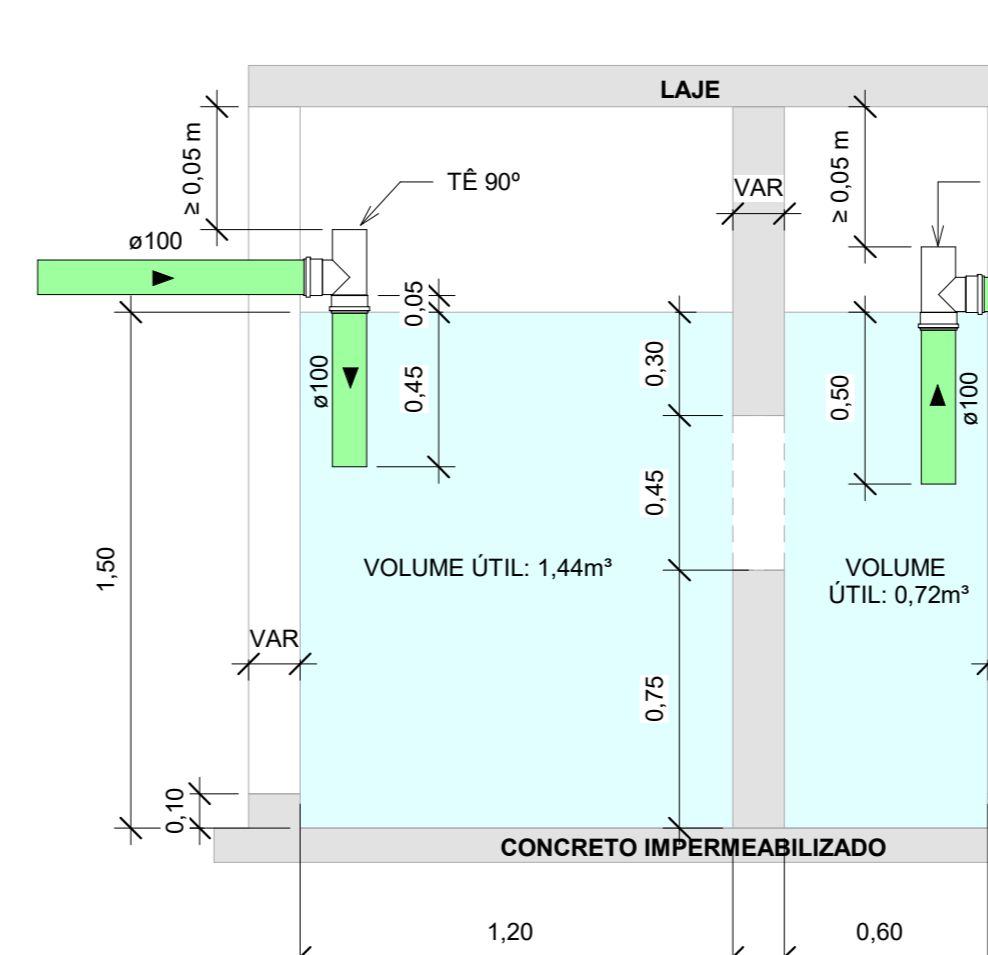 LAJE
≥ 0,05 m
TÊ 90º
VAR
≥ 0,05 m
ø100
0,05
ø100
0,45
0,30
0,50
ø100
0,45
1,50
VOLUME ÚTIL: 1,44m³
VOLUME
ÚTIL: 0,72m³
VAR
0,75
0,10
CONCRETO IMPERMEABILIZADO
1,20
0,60